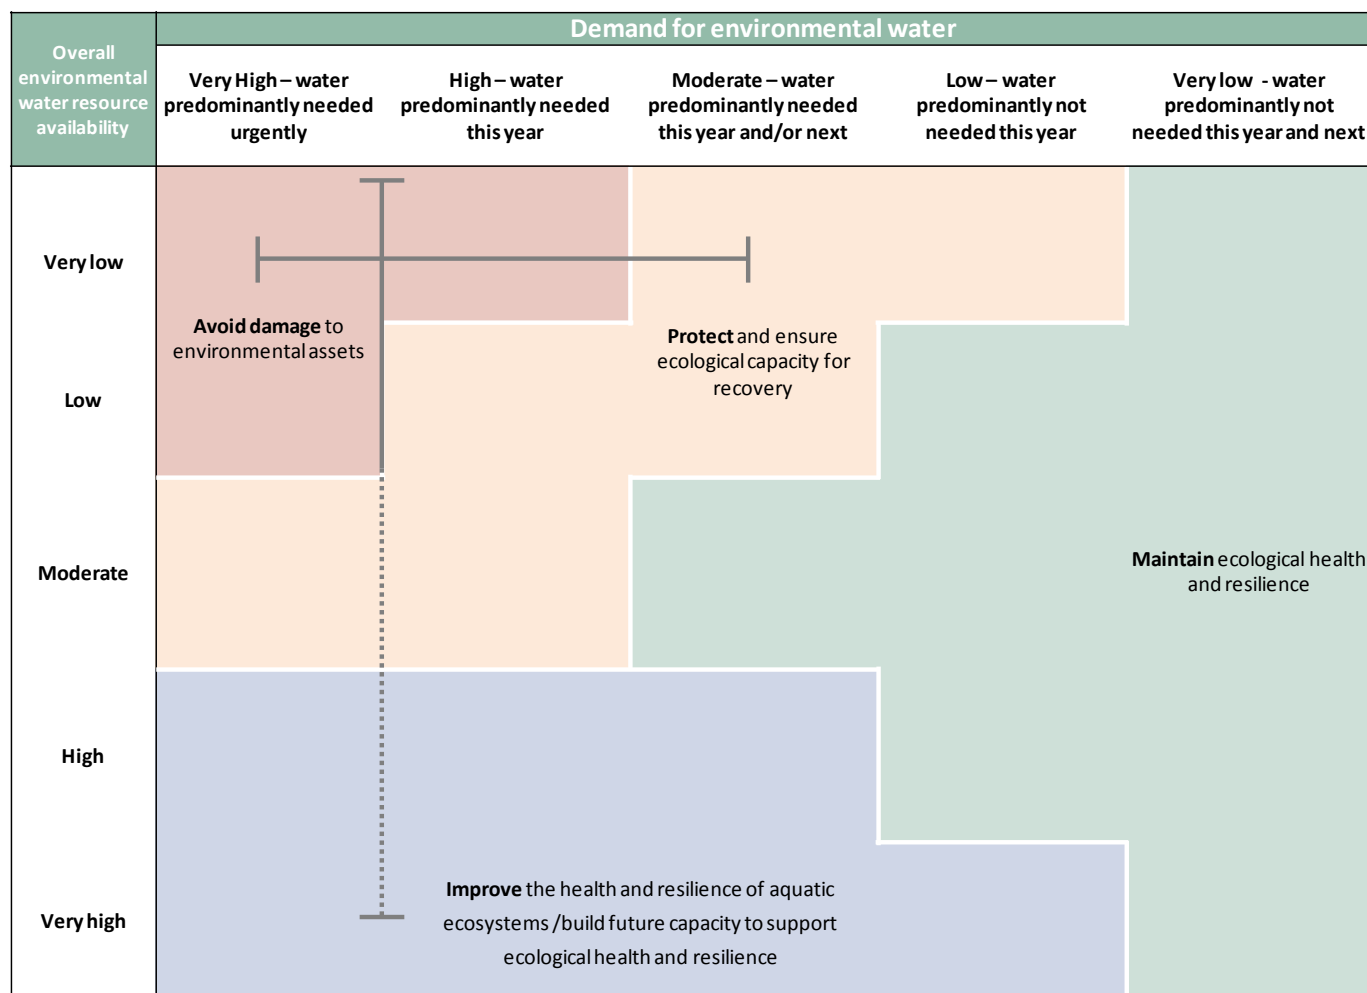 Demand for environmental water
Overall
environmental
water resource
availability
Very High – water
predominantly needed
urgently
High – water
predominantly needed
this year
Moderate – water
predominantly needed
this year and/or next
Low – water
predominantly not
needed this year
Very low - water
predominantly not
needed this year and next
Very low
Avoid damage to
environmental assets
Protect and ensure
ecological capacity for
recovery
Low
Moderate
Maintain ecological health
and resilience
High
Very high
Improve the health and resilience of aquatic
ecosystems /build future capacity to support
ecological health and resilience